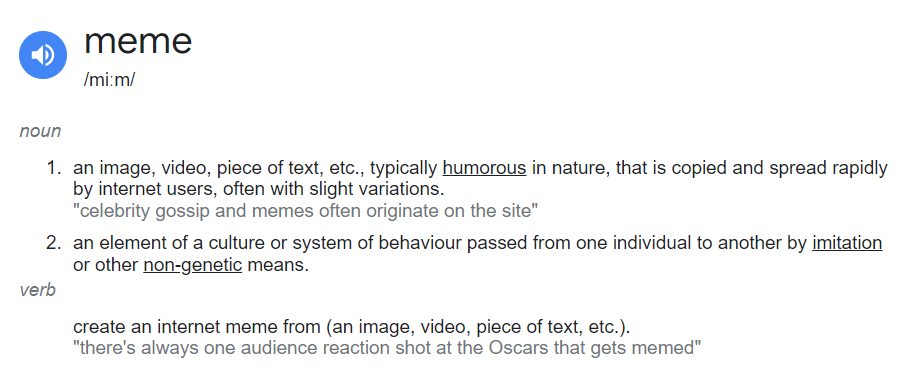 meme
/miːm/
noun
1. an image, video, piece of text, etc., typically humorous in nature, that is copied and spread rapidly
by internet users, often with slight variations.
"celebrity gossip and memes often originate on the site"
2. an element of a culture or system of behaviour passed from one individual to another by imitation
or other non-genetic means.
verb
create an internet meme from (an image, video, piece of text, etc.).
"there's always one audience reaction shot at the Oscars that gets memed"